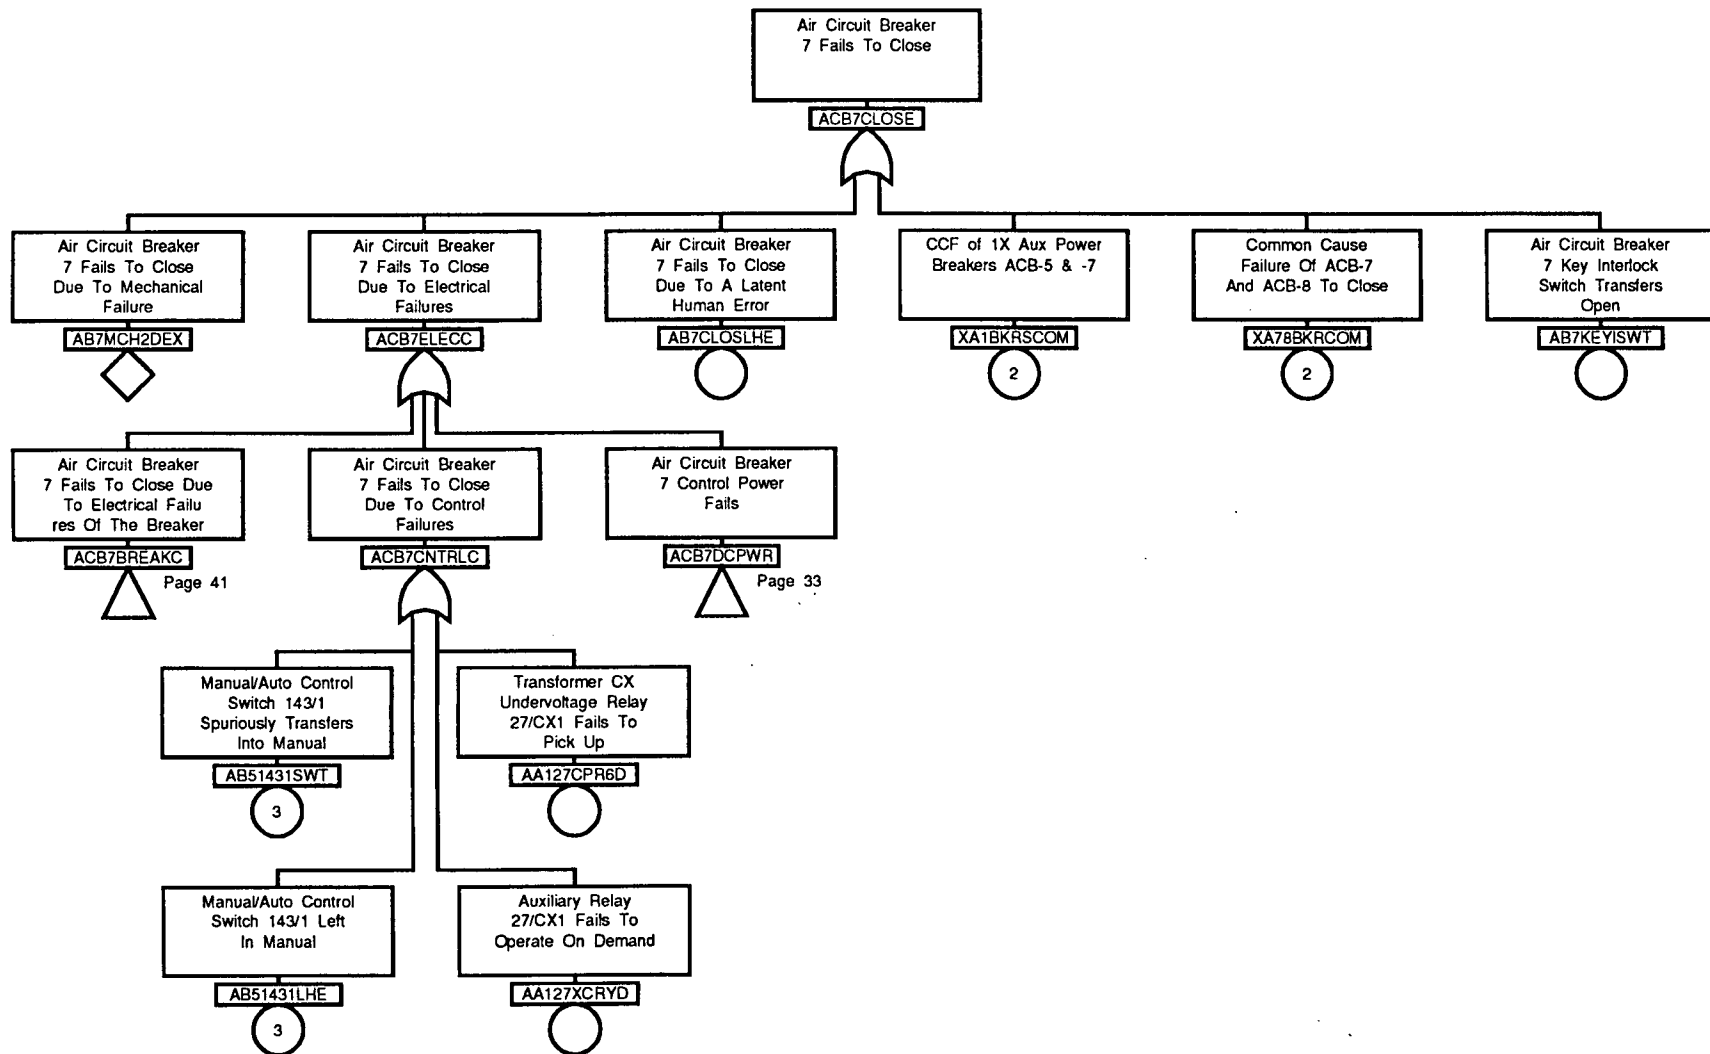 Air Circuit Breaker
7 Fails To Close
ACB7CLOSE
Air Circuit Breaker
7 Fails To Close
Due To Mechanical
Failure
AB7MCH2DEX
Air Circuit Breaker
7 Fails To Close
Due To Electrical
Failures
ACB7ELECC
Air Circuit Breaker
7 Fails To Close
Due To A Latent
Human Error
AB7CLOSLHE
CCF of 1X Aux Power
Breakers ACB-5 & -7
XA1BKRSCOM
2
Common Cause
Failure Of ACB-7
And ACB-8 To Close
XA78BKRCOM
2
Air Circuit Breaker
7 Key Interlock
Switch Transfers
Open
AB7KEYISWT
Air Circuit Breaker
7 Fails To Close Due
To Electrical Failu
res Of The Breaker
ACB7BREAKC
Page 41
Air Circuit Breaker
7 Fails To Close
Due To Control
Failures
ACB7CNTRLC
Air Circuit Breaker
7 Control Power
Fails
ACB7DCPWR
Page 33
Manual/Auto Control
Switch 143/1
Spuriously Transfers
Into Manual
AB51431SWT
3
Transformer CX
Undervoltage Relay
27/CX1 Fails To
Pick Up
AA127CPR6D
Manual/Auto Control
Switch 143/1 Left
In Manual
AB51431LHE
3
Auxiliary Relay
27/CX1 Fails To
Operate On Demand
AA127XCRYD